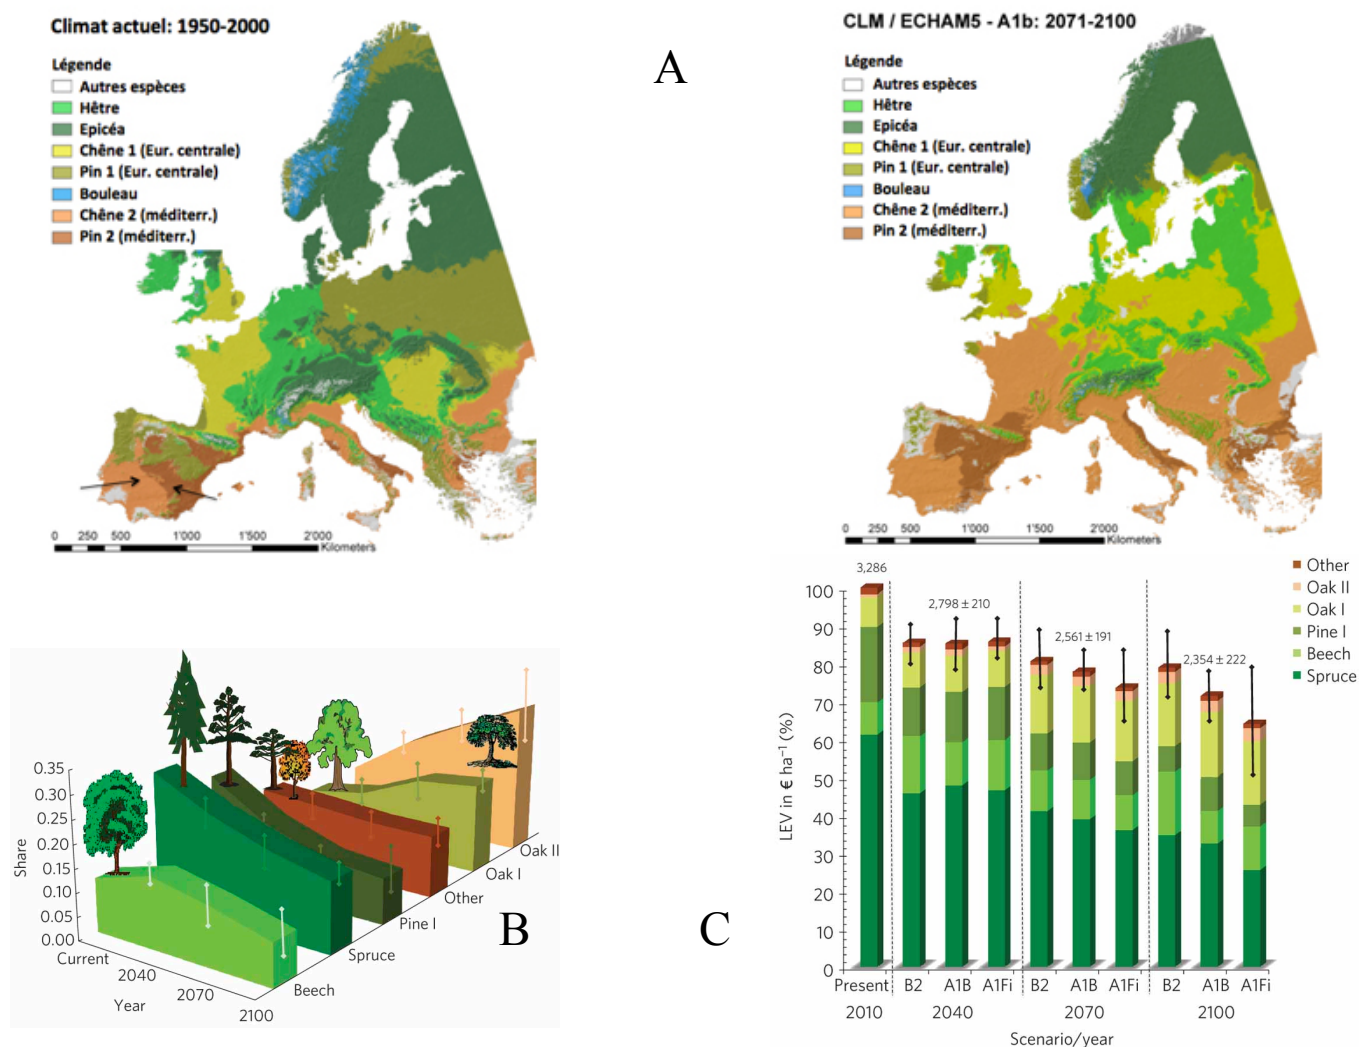 Climat actuel: 1950-2000
Légende
Autres espèces
Hêtre
Epicéa
Chêne 1 (Eur. centrale)
Pin 1 (Eur. centrale)
Bouleau
Chêne 2 (méditerr.)
Pin 2 (méditerr.)
0 250 500 1'000 1'500 2'000
Kilometers
A
CLM / ECHAM5 - A1b: 2071-2100
Légende
Autres espèces
Hêtre
Epicéa
Chêne 1 (Eur. centrale)
Pin 1 (Eur. centrale)
Bouleau
Chêne 2 (méditerr.)
Pin 2 (méditerr.)
0 250 500 1'000 1'500 2'000
Kilometers
0.35
0.30
0.25
0.20
0.15
0.10
0.05
0.00
Share
Current
2040
2070
2100
Year
Beech
Spruce
Pine I
Other
Oak I
Oak II
B
C
3,286
2,798 ± 210
2,561 ± 191
2,354 ± 222
Other
Oak II
Oak I
Pine I
Beech
Spruce
100
90
80
70
60
50
40
30
20
10
0
LEV in € ha⁻¹ (%)
Present B2 A1B A1Fi B2 A1B A1Fi B2 A1B A1Fi
2010 2040 2070 2100
Scenario/year